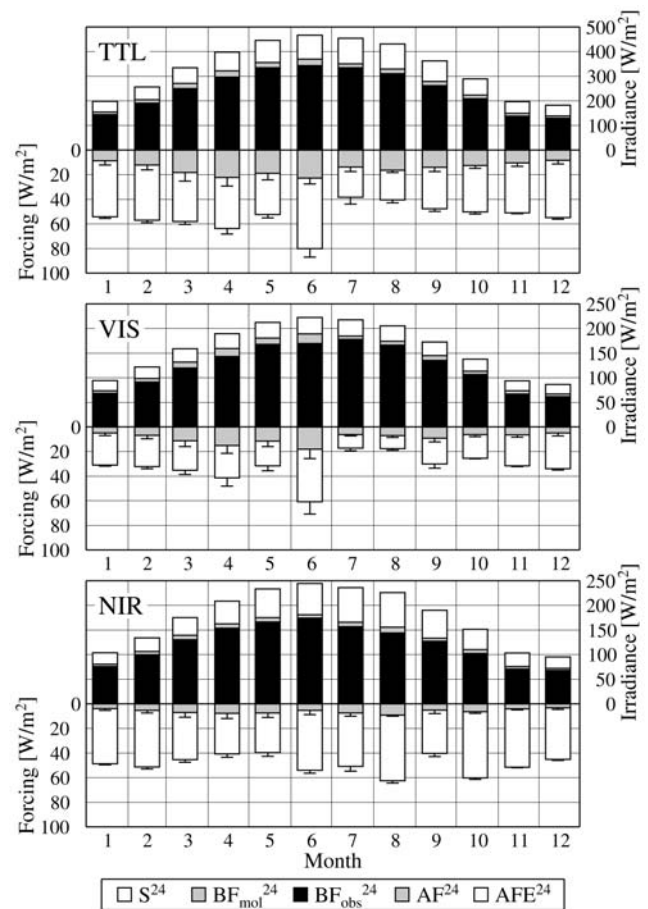 TTL
500
400
300
200
100
0
Irradiance [W/m²]
0
20
40
60
80
100
Forcing [W/m²]
1 2 3 4 5 6 7 8 9 10 11 12
VIS
250
200
150
100
50
0
Irradiance [W/m²]
0
20
40
60
80
100
Forcing [W/m²]
1 2 3 4 5 6 7 8 9 10 11 12
NIR
250
200
150
100
50
0
Irradiance [W/m²]
0
20
40
60
80
100
Forcing [W/m²]
1 2 3 4 5 6 7 8 9 10 11 12
Month
S²⁴ BFmol²⁴ BFobs²⁴ AF²⁴ AFE²⁴